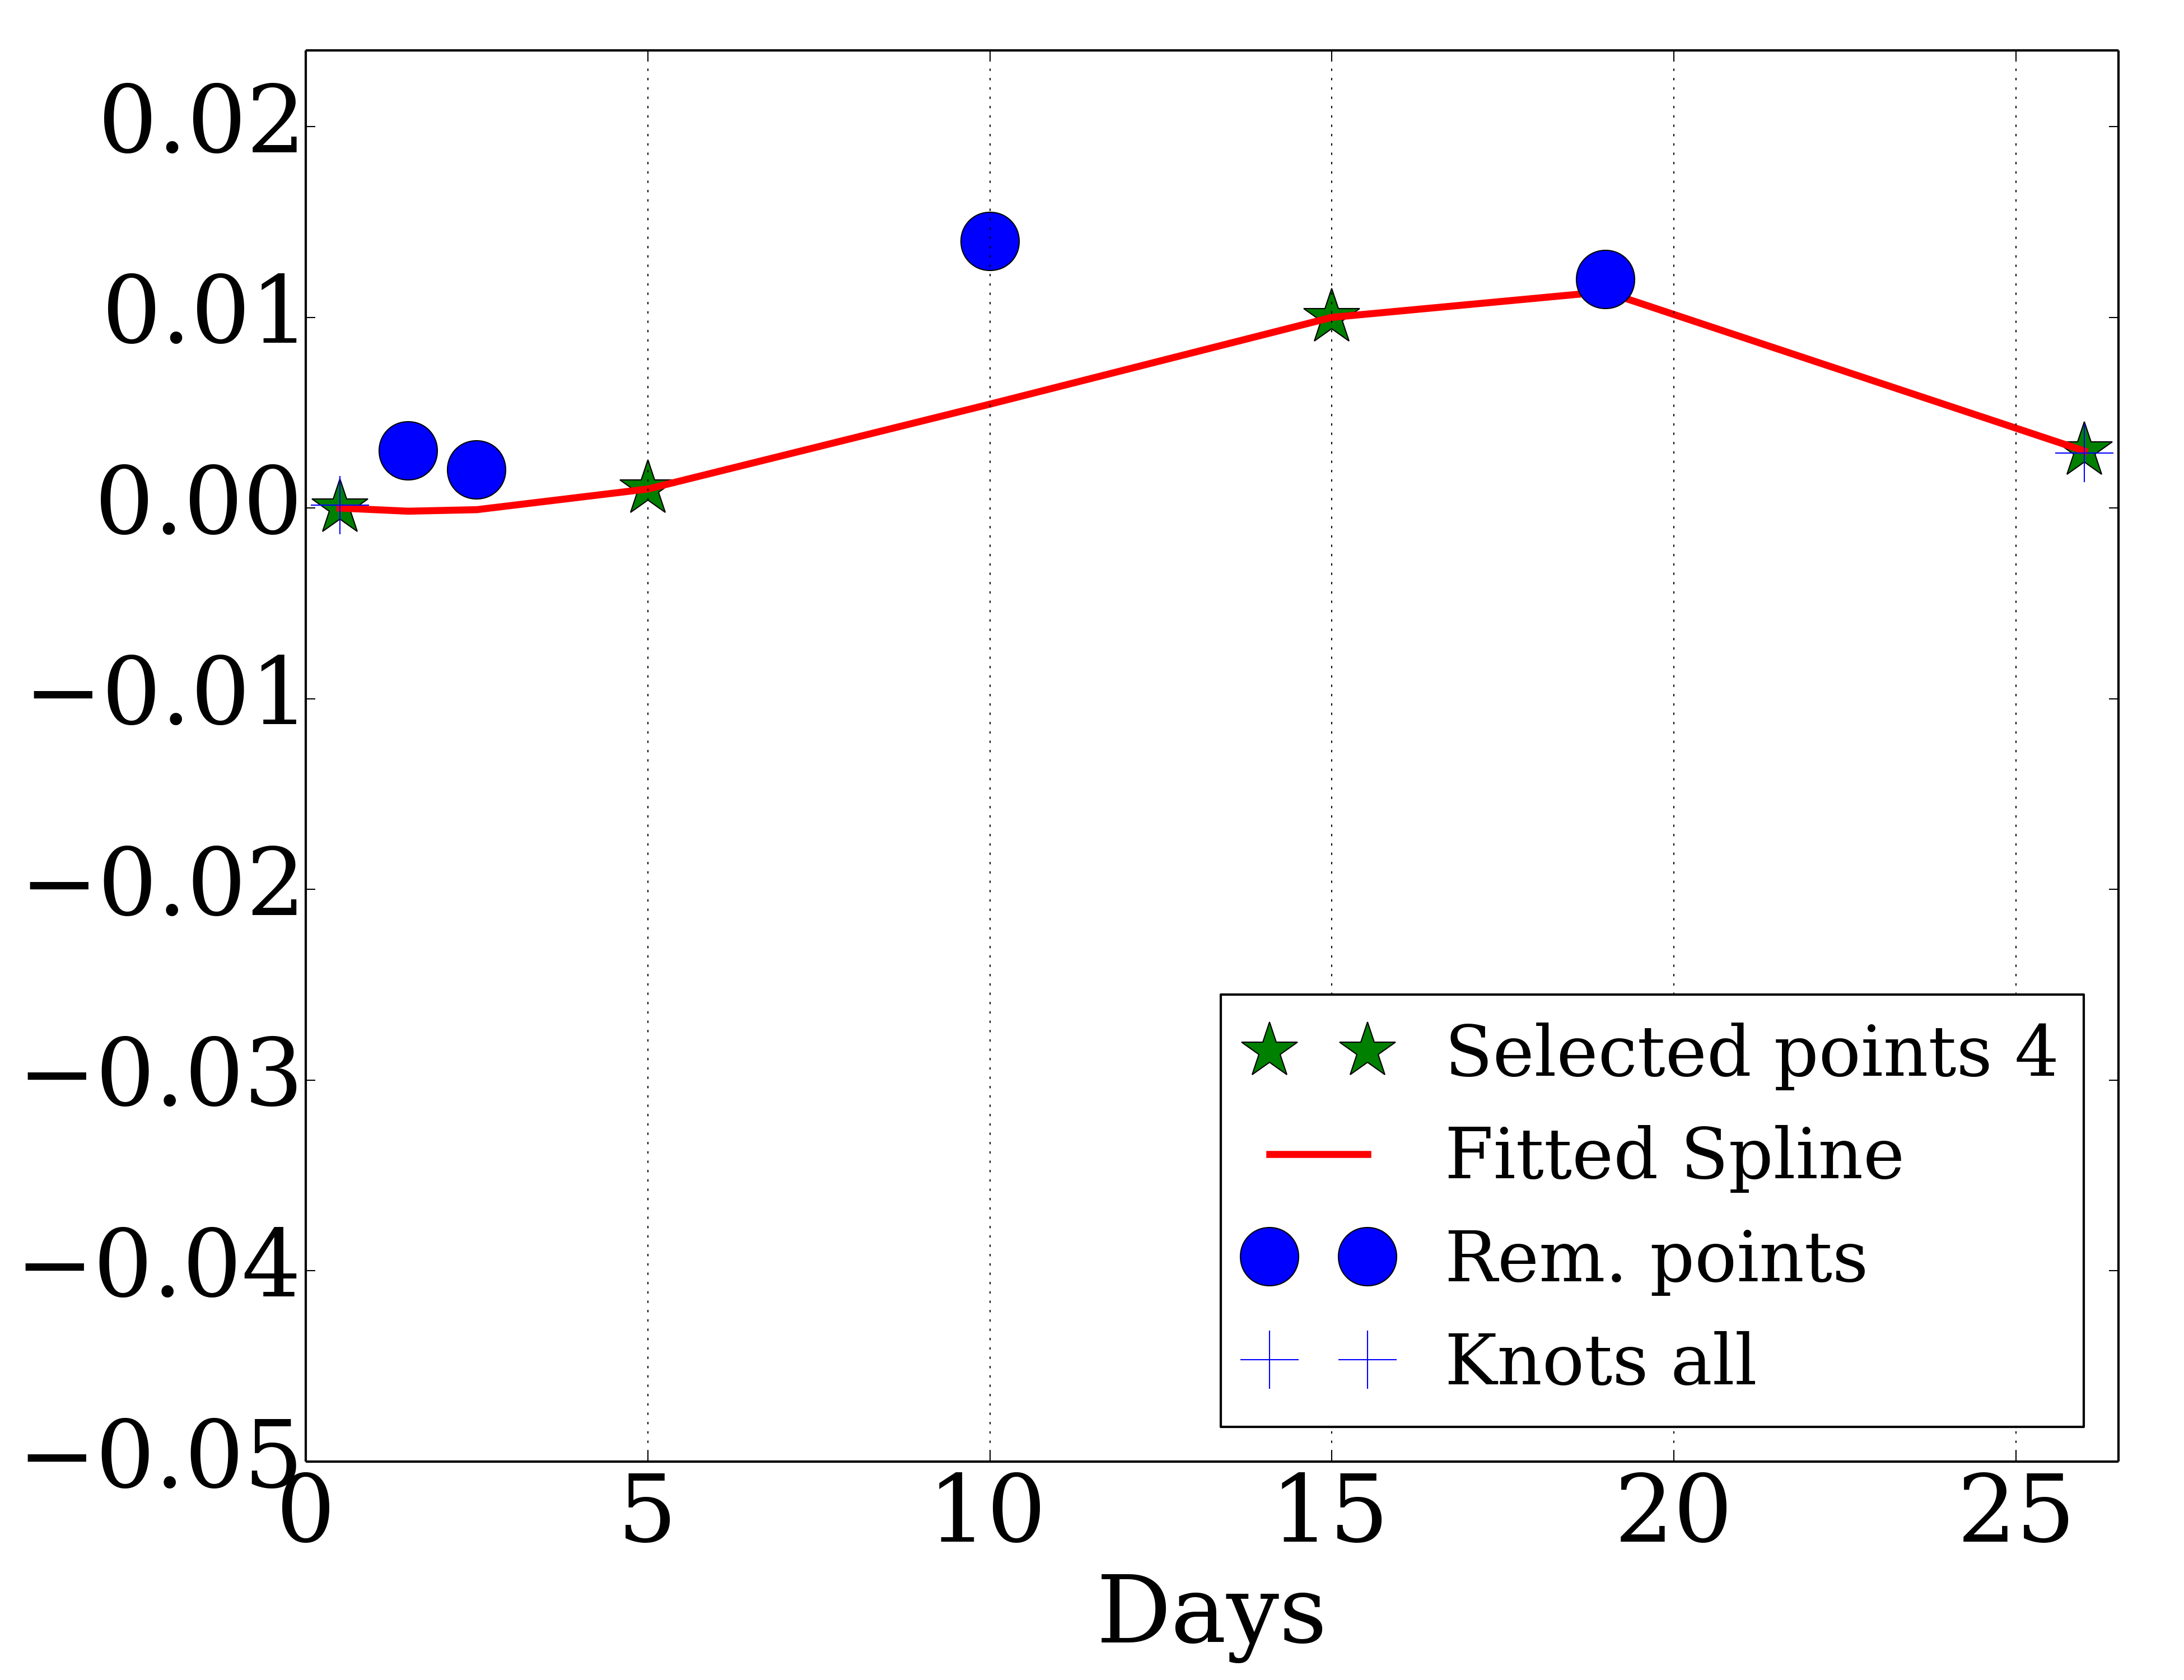 0.02
0.01
0.00
−0.01
−0.02
−0.03
−0.04
−0.05
0 5 10 15 20 25
Days
Selected points 4
Fitted Spline
Rem. points
Knots all